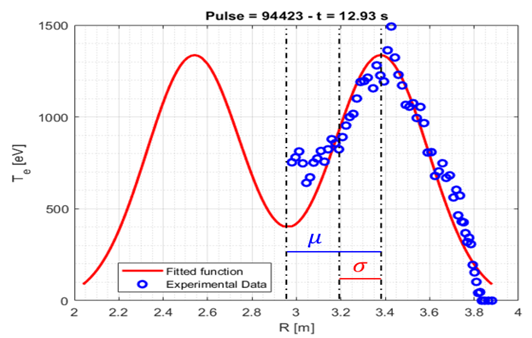 Pulse = 94423 - t = 12.93 s
1500
1000
500
0
T_e [eV]
μ
σ
Fitted function
Experimental Data
2 2.2 2.4 2.6 2.8 3 3.2 3.4 3.6 3.8 4
R [m]